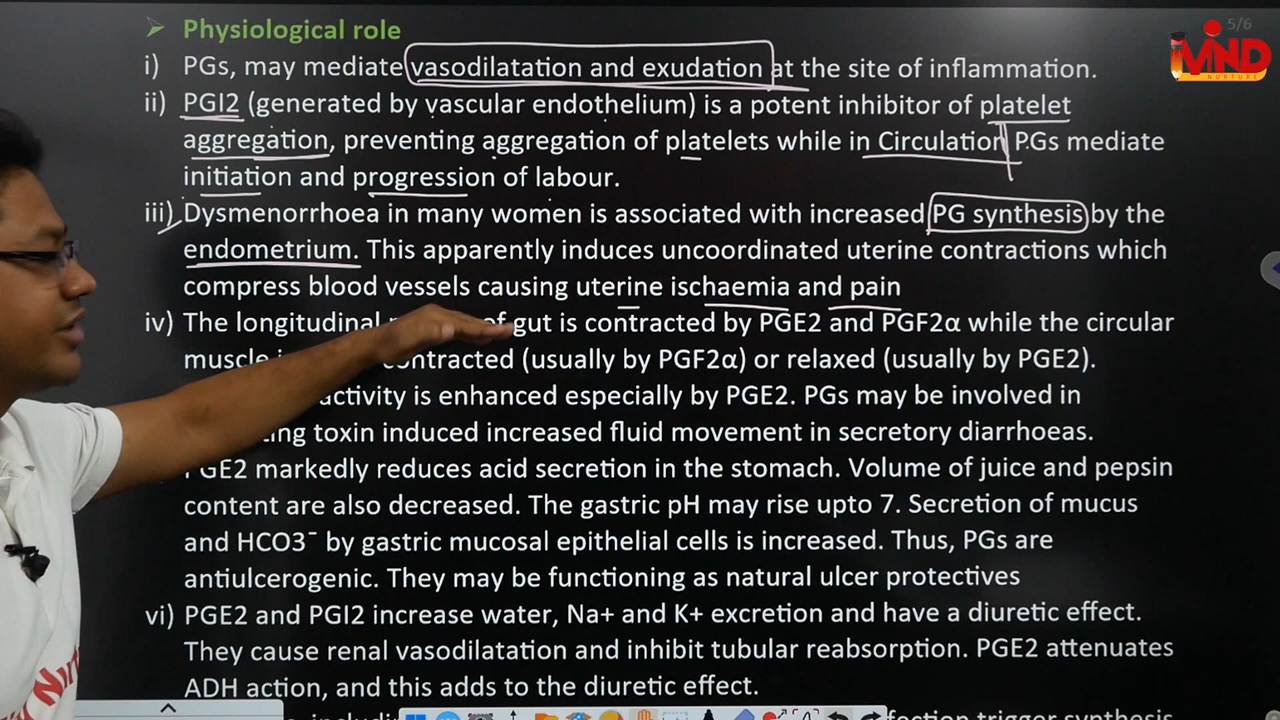 5/6
MIND
NURTURE
➤ Physiological role
i) PGs, may mediate vasodilatation and exudation at the site of inflammation.
ii) PGI2 (generated by vascular endothelium) is a potent inhibitor of platelet
aggregation, preventing aggregation of platelets while in Circulation PGs mediate
initiation and progression of labour.
iii) Dysmenorrhoea in many women is associated with increased PG synthesis by the
endometrium. This apparently induces uncoordinated uterine contractions which
compress blood vessels causing uterine ischaemia and pain
iv) The longitudinal of gut is contracted by PGE2 and PGF2α while the circular
muscle contracted (usually by PGF2α) or relaxed (usually by PGE2).
activity is enhanced especially by PGE2. PGs may be involved in
toxin induced increased fluid movement in secretory diarrhoeas.
PGE2 markedly reduces acid secretion in the stomach. Volume of juice and pepsin
content are also decreased. The gastric pH may rise upto 7. Secretion of mucus
and HCO3⁻ by gastric mucosal epithelial cells is increased. Thus, PGs are
antiulcerogenic. They may be functioning as natural ulcer protectives
vi) PGE2 and PGI2 increase water, Na+ and K+ excretion and have a diuretic effect.
They cause renal vasodilatation and inhibit tubular reabsorption. PGE2 attenuates
ADH action, and this adds to the diuretic effect.
trigger synthesis